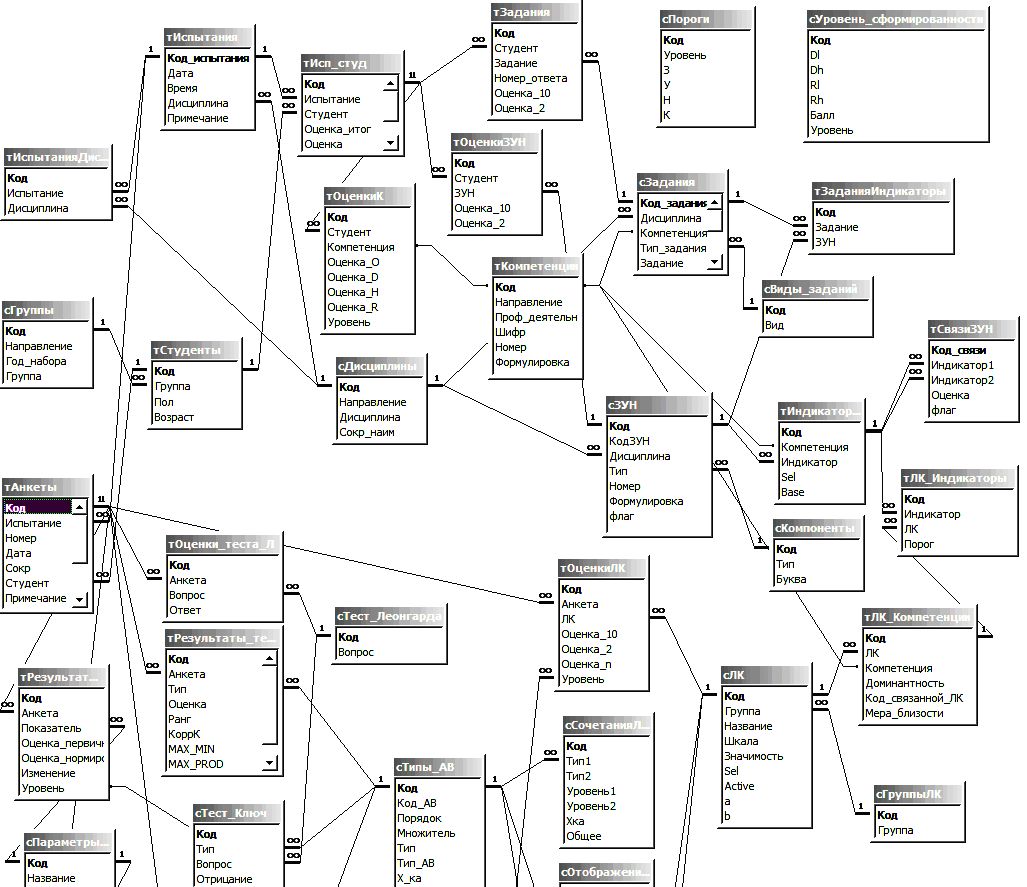 тЗадания
Код
Студент
Задание
Номер_ответа
Оценка_10
Оценка_2
сПороги
Код
Уровень
З
У
Н
К
сУровень_сформированности
Код
Dl
Dh
Rl
Rh
Балл
Уровень
тИспытания
Код_испытания
Дата
Время
Дисциплина
Примечание
тИсп_студ
Код
Испытание
Студент
Оценка_итог
Оценка
тОценкиЗУН
Код
Студент
ЗУН
Оценка_10
Оценка_2
тИспытанияДис...
Код
Испытание
Дисциплина
тОценкиК
Код
Студент
Компетенция
Оценка_O
Оценка_D
Оценка_H
Оценка_R
Уровень
сЗадания
Код_задания
Дисциплина
Компетенция
Тип_задания
Задание
тЗаданияИндикаторы
Код
Задание
ЗУН
тКомпетенции
Код
Направление
Проф_деятельн
Шифр
Номер
Формулировка
сВиды_заданий
Код
Вид
сГруппы
Код
Направление
Год_набора
Группа
тСтуденты
Код
Группа
Пол
Возраст
сДисциплины
Код
Направление
Дисциплина
Сокр_наим
тСвязиЗУН
Код_связи
Индикатор1
Индикатор2
Оценка
флаг
сЗУН
Код
КодЗУН
Дисциплина
Тип
Номер
Формулировка
флаг
тИндикатор...
Код
Компетенция
Индикатор
Sel
Base
тЛК_Индикаторы
Код
Индикатор
ЛК
Порог
тАнкеты
Код
Испытание
Номер
Дата
Сокр
Студент
Примечание
сКомпоненты
Код
Тип
Буква
тОценки_теста_Л
Код
Анкета
Вопрос
Ответ
тОценкиЛК
Код
Анкета
ЛК
Оценка_10
Оценка_2
Оценка_n
Уровень
сТест_Леонгарда
Код
Вопрос
тЛК_Компетенции
Код
ЛК
Компетенция
Доминантность
Код_связанной_ЛК
Мера_близости
тРезультаты_те...
Код
Анкета
Тип
Оценка
Ранг
КоррК
MAX_MIN
MAX_PROD
тРезультат...
Код
Анкета
Показатель
Оценка_первичн
Оценка_нормиро
Изменение
Уровень
сЛК
Код
Группа
Название
Шкала
Значимость
Sel
Active
a
b
сСочетанияЛ...
Код
Тип1
Тип2
Уровень1
Уровень2
Хка
Общее
сТипы_АВ
Код
Код_АВ
Порядок
Множитель
Тип
Тип_АВ
Х_ка
сГруппыЛК
Код
Группа
сТест_Ключ
Код
Тип
Вопрос
Отрицание
сПараметры...
Код
Название
сОтображени...
Код